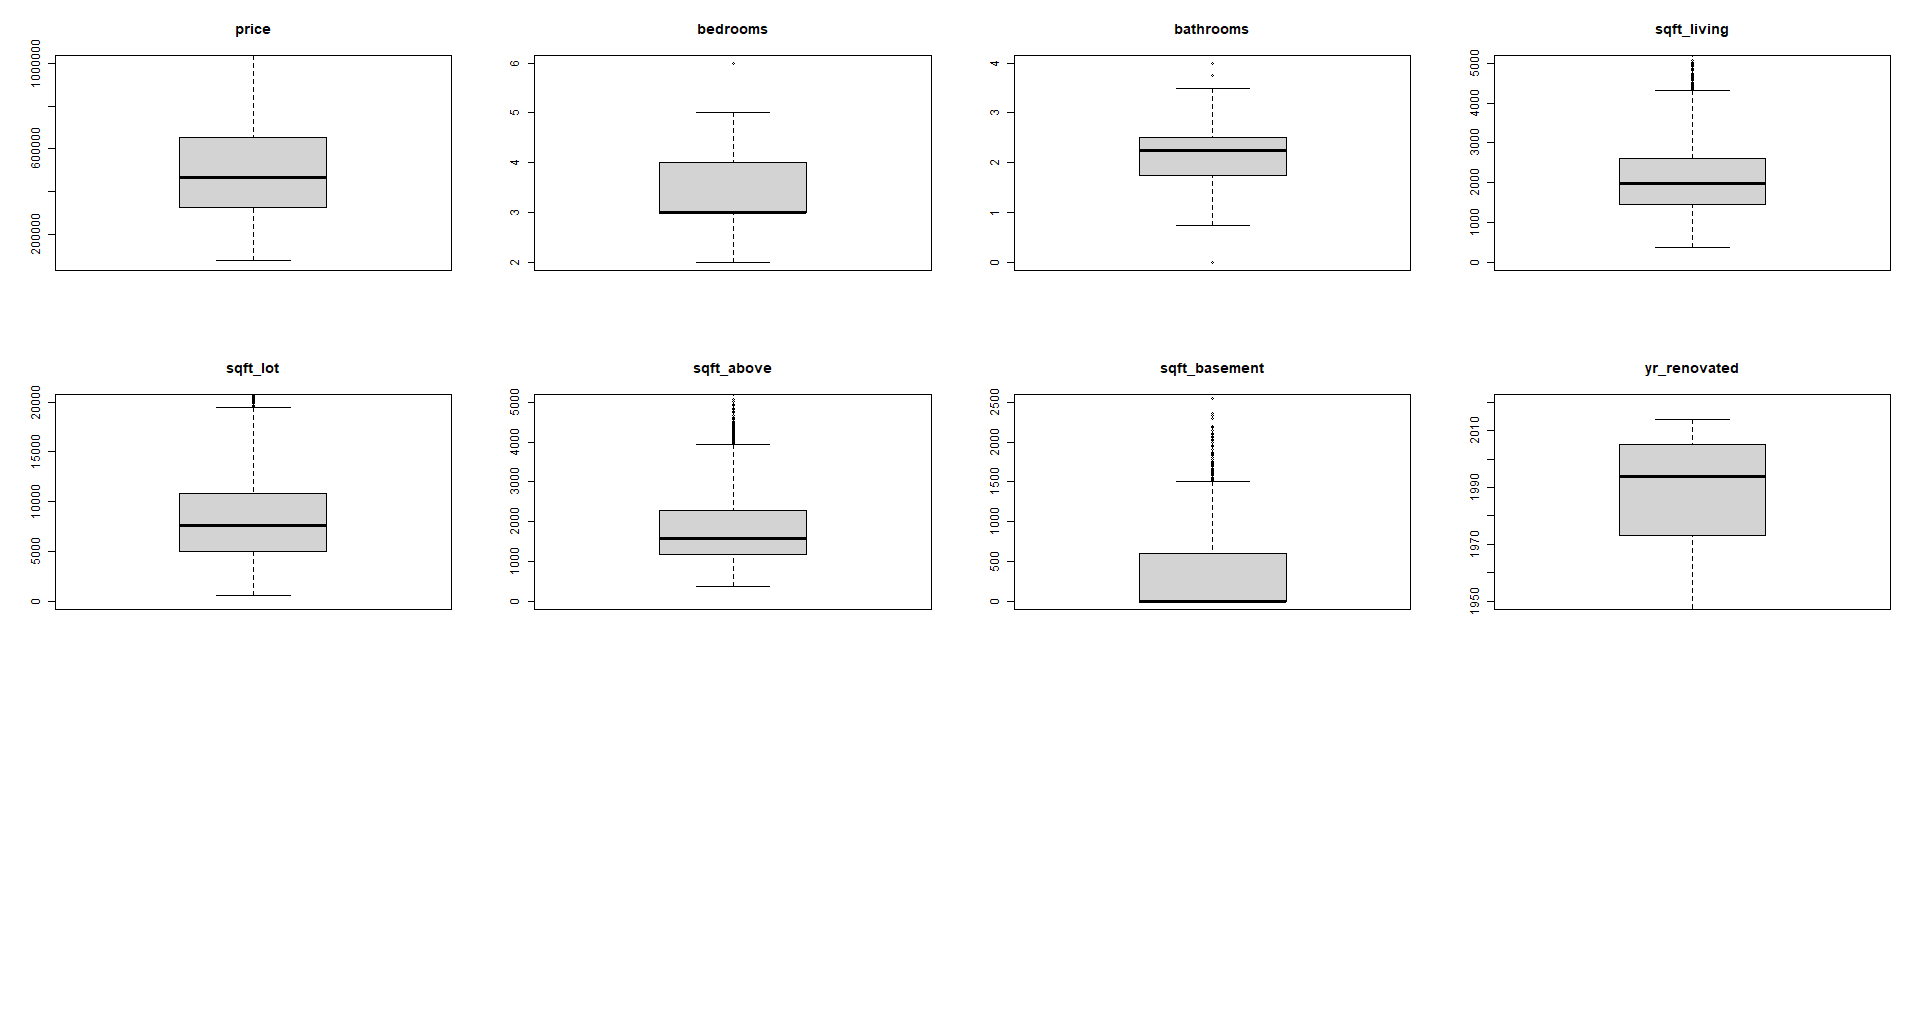 price
bedrooms
bathrooms
sqft_living
200000 600000 1000000
2 3 4 5 6
0 1 2 3 4
0 1000 2000 3000 4000 5000
sqft_lot
sqft_above
sqft_basement
yr_renovated
0 5000 10000 15000 20000
0 1000 2000 3000 4000 5000
0 500 1000 1500 2000 2500
1950 1970 1990 2010